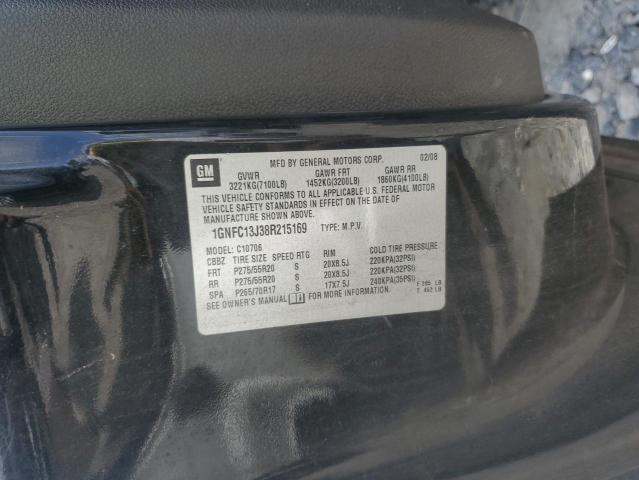 GM
MFD BY GENERAL MOTORS CORP. 02/08
GVWR GAWR FRT GAWR RR
3221KG(7100LB) 1452KG(3200LB) 1860KG(4100LB)
THIS VEHICLE CONFORMS TO ALL APPLICABLE U.S. FEDERAL MOTOR
VEHICLE SAFETY STANDARDS IN EFFECT ON THE DATE OF
MANUFACTURE SHOWN ABOVE.
1GNFC13J38R215169 TYPE: M.P.V.
MODEL: C10706
CBBZ TIRE SIZE SPEED RTG RIM COLD TIRE PRESSURE
FRT P275/55R20 S 20X8.5J 220KPA(32PSI)
RR P275/55R20 S 20X8.5J 220KPA(32PSI)
SPA P265/70R17 S 17X7.5J 240KPA(35PSI) F 285 LB
SEE OWNER'S MANUAL FOR MORE INFORMATION. T 452 LB